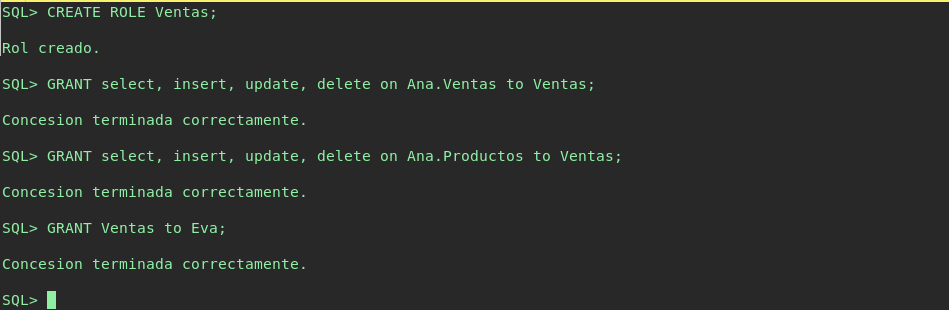 SQL> CREATE ROLE Ventas;
Rol creado.
SQL> GRANT select, insert, update, delete on Ana.Ventas to Ventas;
Concesion terminada correctamente.
SQL> GRANT select, insert, update, delete on Ana.Productos to Ventas;
Concesion terminada correctamente.
SQL> GRANT Ventas to Eva;
Concesion terminada correctamente.
SQL>